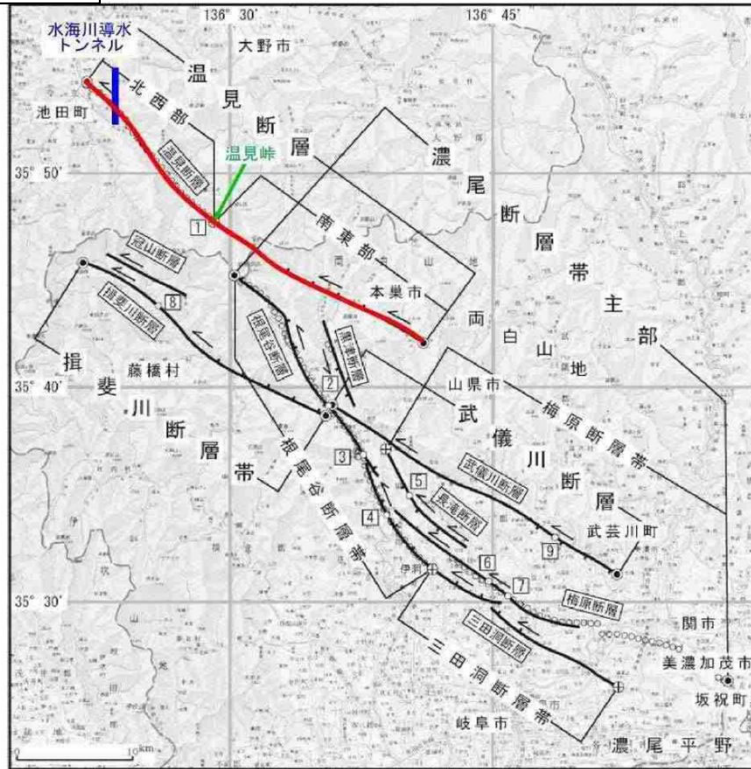 136° 30'
136° 45'
水海川導水
トンネル
大野市
池田町
北西部
温見断層
温見断層
温見峠
35° 50'
濃尾断層帯主部
1
南東部
冠山断層
8
揖斐川断層
本巣市
両白山地
根尾谷断層
黒津断層
35° 40'
藤橋村
揖斐川断層帯
2
山県市
梅原断層帯
武儀川断層
武儀川断層
3
5
長滝断層
4
根尾谷断層帯
9
武芸川町
6
7
伊洞
35° 30'
梅原断層
関市
三田洞断層
三田洞断層帯
美濃加茂市
坂祝町
岐阜市
濃尾平野
0
10km